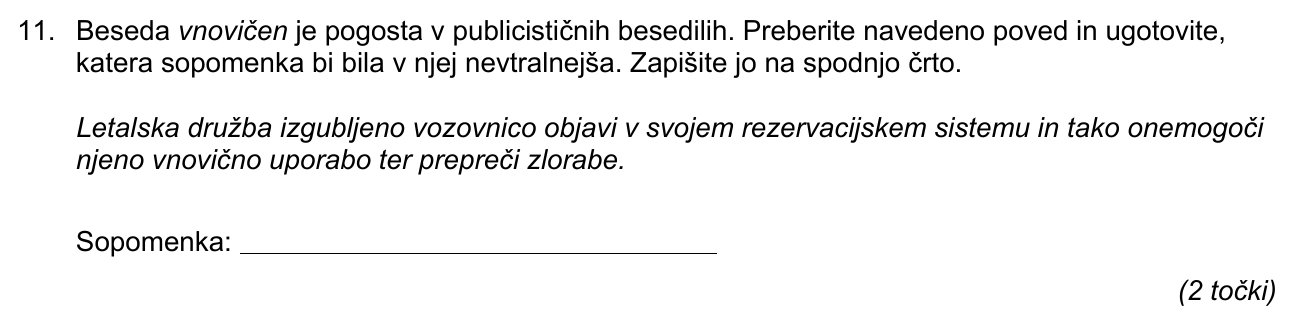 11. Beseda vnovičen je pogosta v publicističnih besedilih. Preberite navedeno poved in ugotovite,
katera sopomenka bi bila v njej nevtralnejša. Zapišite jo na spodnjo črto.
Letalska družba izgubljeno vozovnico objavi v svojem rezervacijskem sistemu in tako onemogoči
njeno vnovično uporabo ter prepreči zlorabe.
Sopomenka:
(2 točki)